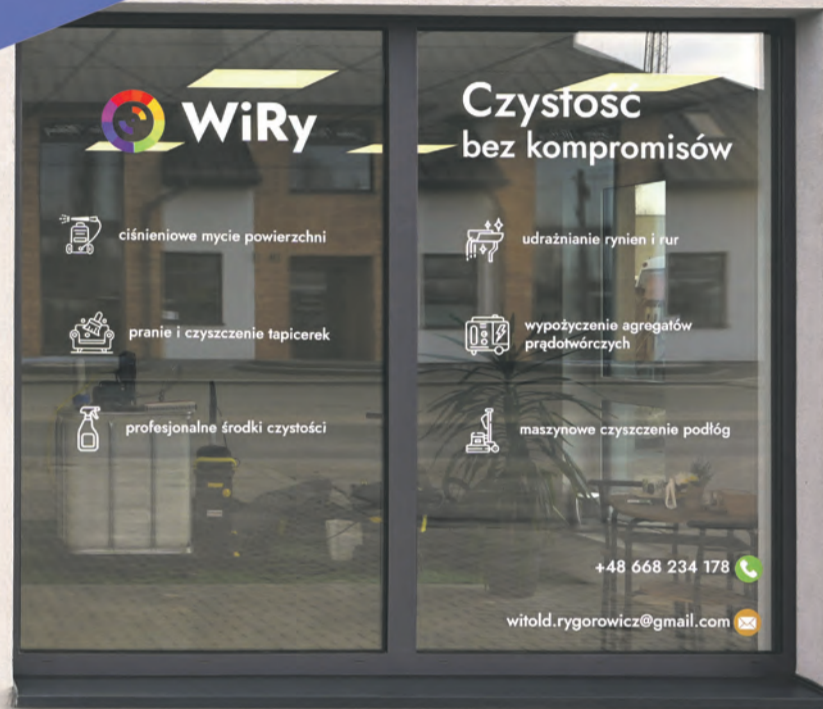 WiRy
ciśnieniowe mycie powierzchni
pranie i czyszczenie tapicerek
profesjonalne środki czystości
Czystość
bez kompromisów
udrażnianie rynien i rur
wypożyczenie agregatów
prądotwórczych
maszynowe czyszczenie podłóg
+48 668 234 178
witold.rygorowicz@gmail.com